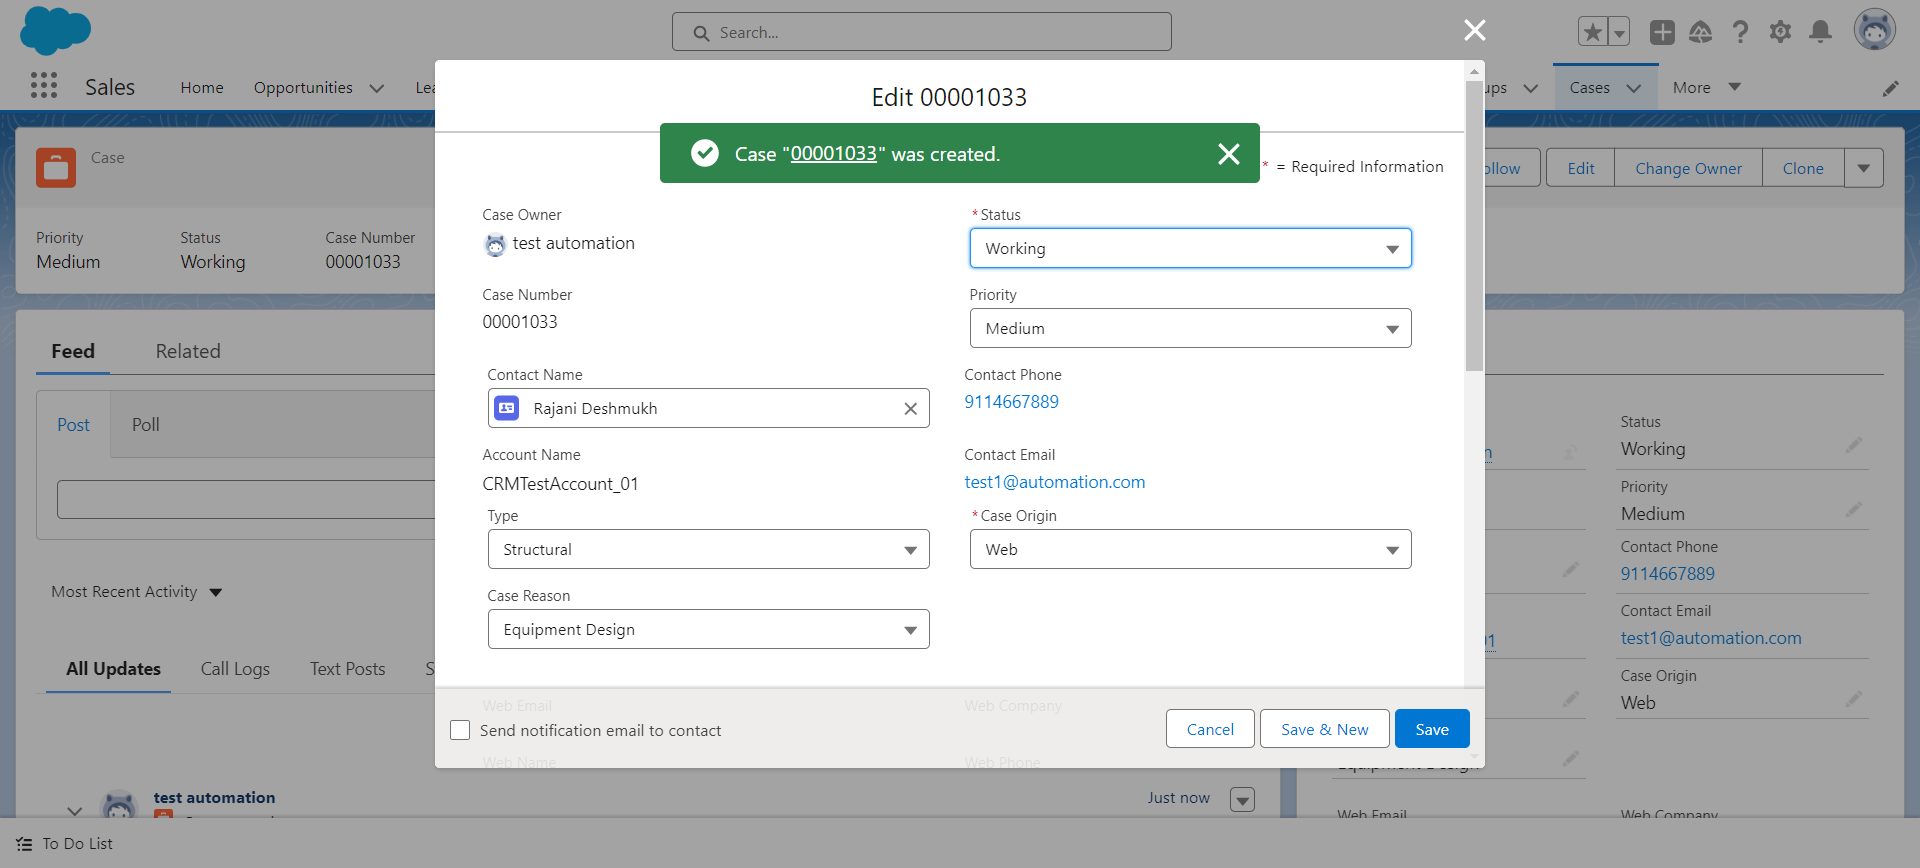 Search...
Sales
Home
Opportunities
Cases
More
Edit 00001033
Case "00001033" was created.
* = Required Information
Case
Edit
Change Owner
Clone
Priority
Medium
Status
Working
Case Number
00001033
Feed
Related
Post
Poll
Most Recent Activity
All Updates
Call Logs
Text Posts
test automation
Just now
Case Owner
test automation
*Status
Working
Case Number
00001033
Priority
Medium
Contact Name
Rajani Deshmukh
Contact Phone
9114667889
Account Name
CRMTestAccount_01
Contact Email
test1@automation.com
Type
Structural
*Case Origin
Web
Case Reason
Equipment Design
Web Email
Web Company
Send notification email to contact
Web Name
Web Phone
Cancel
Save & New
Save
Status
Working
Priority
Medium
Contact Phone
9114667889
Contact Email
test1@automation.com
Case Origin
Web
Equipment Design
Web Email
Web Company
To Do List